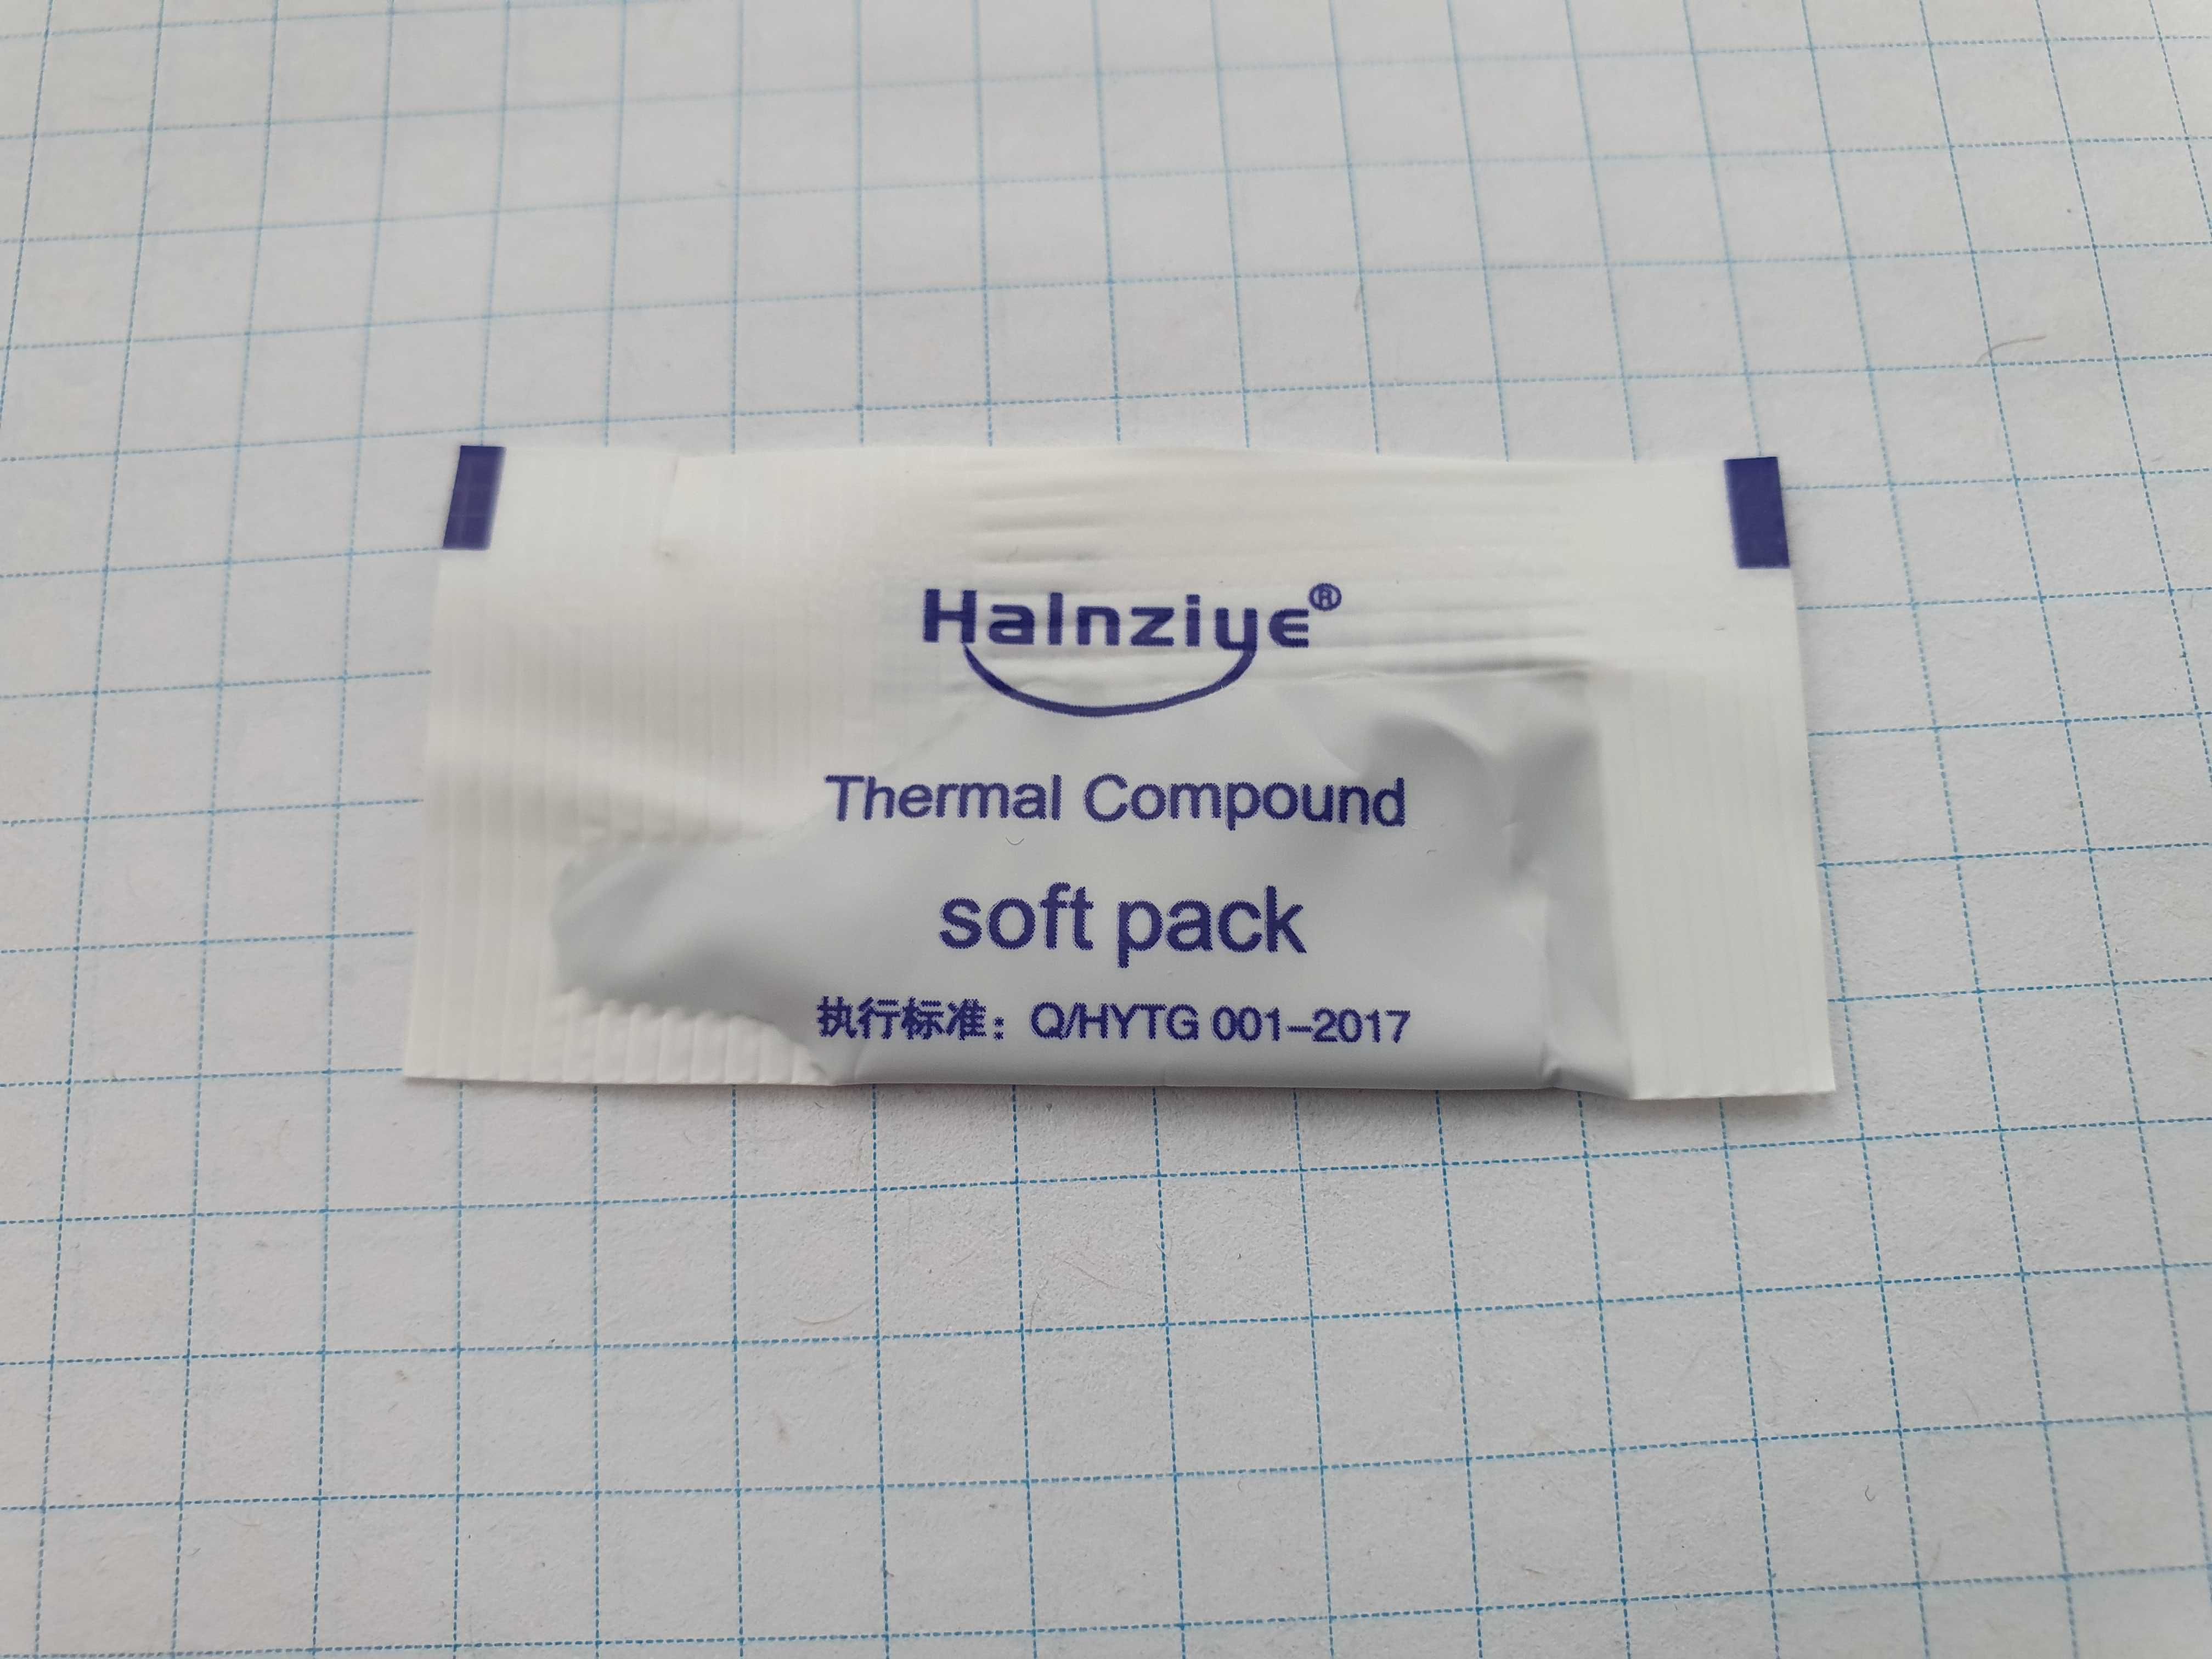 Halnziye®
Thermal Compound
soft pack
执行标准：Q/HYTG 001-2017